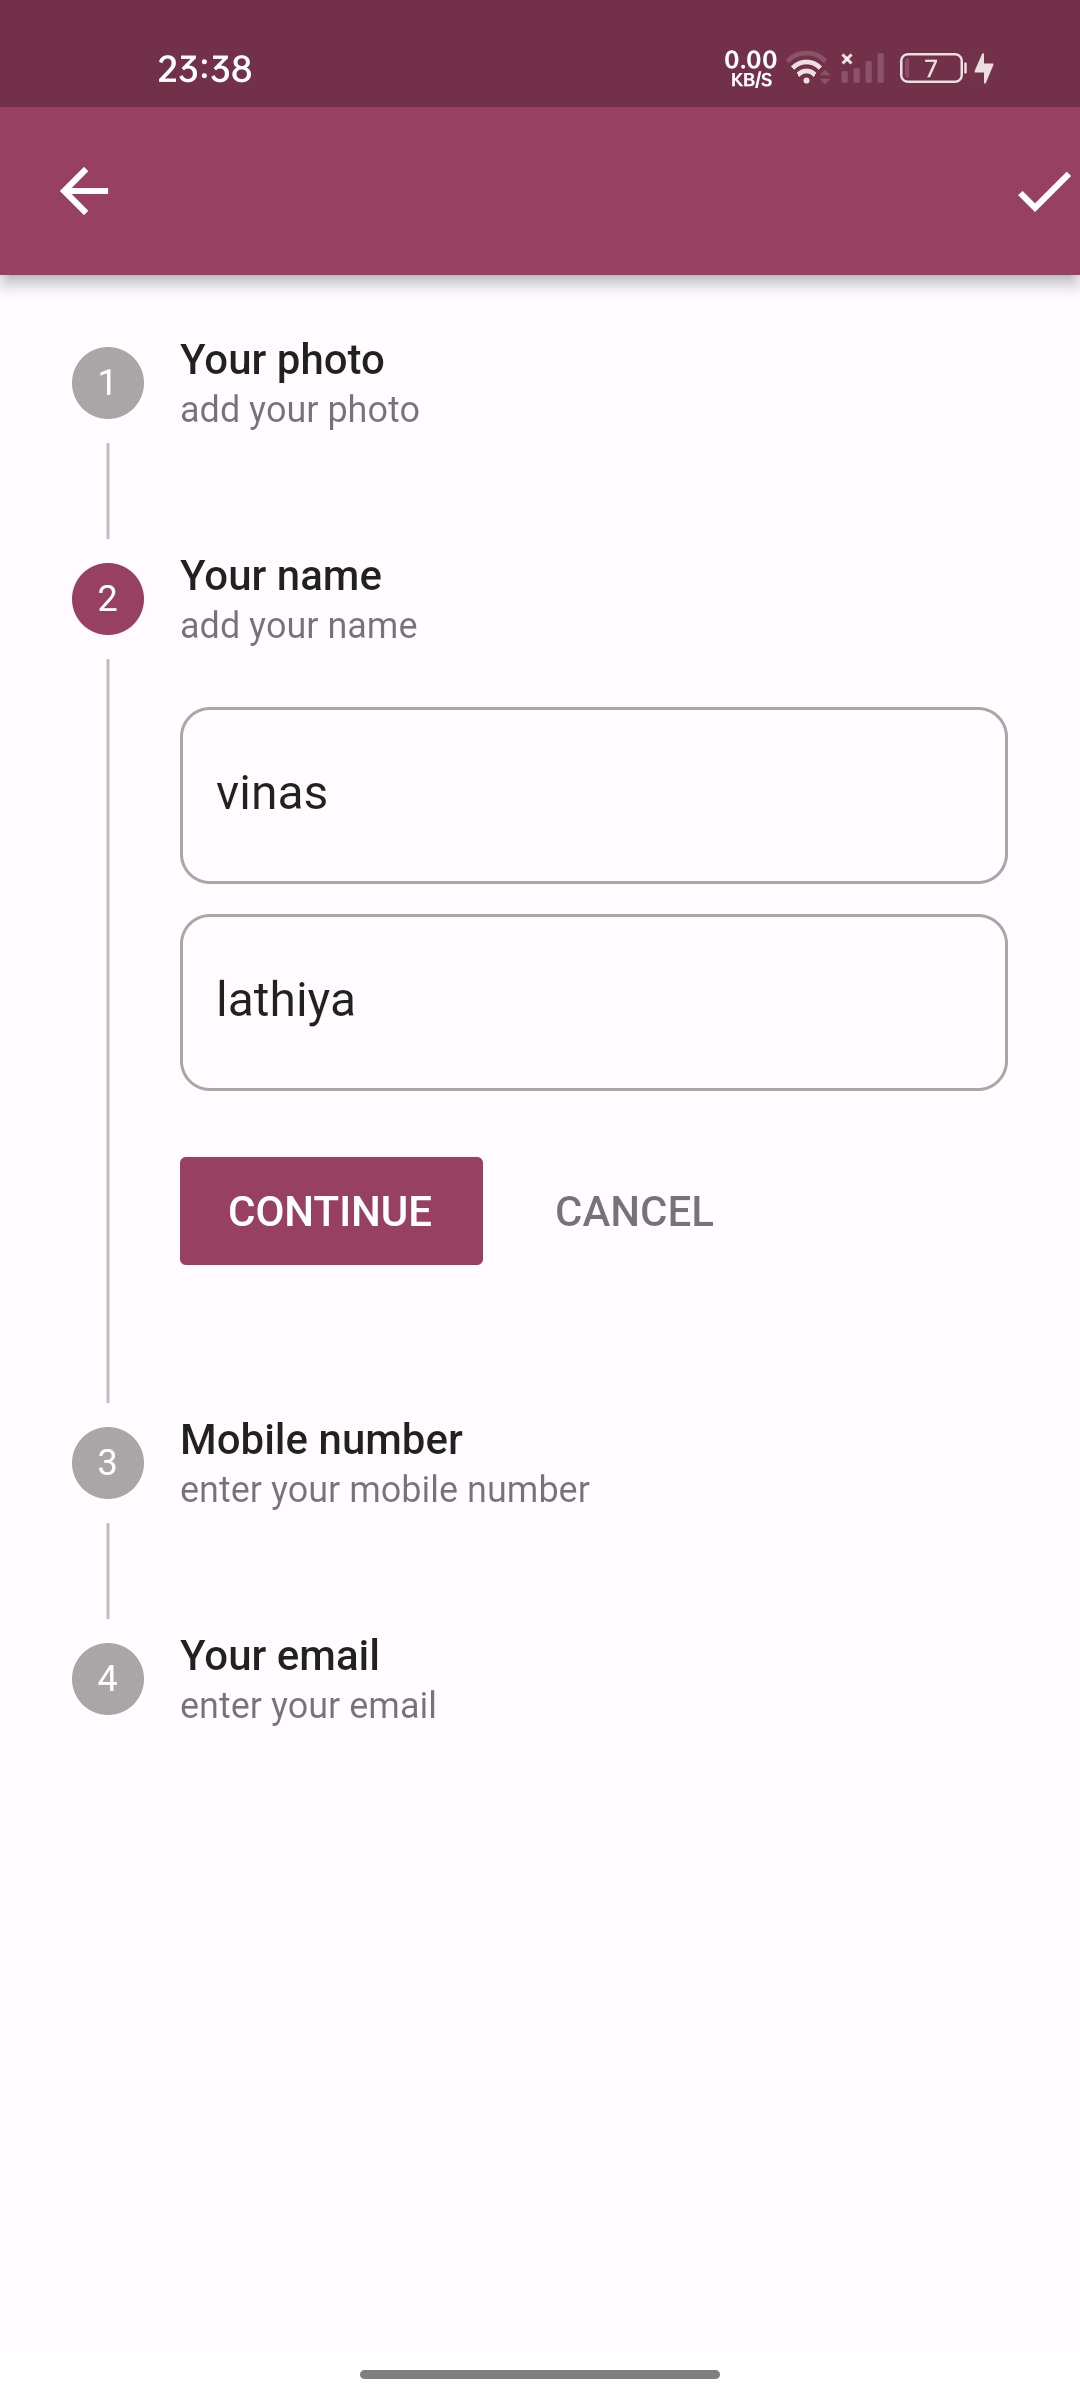 23:38
0.00
KB/S
7
1
Your photo
add your photo
2
Your name
add your name
vinas
lathiya
CONTINUE
CANCEL
3
Mobile number
enter your mobile number
4
Your email
enter your email